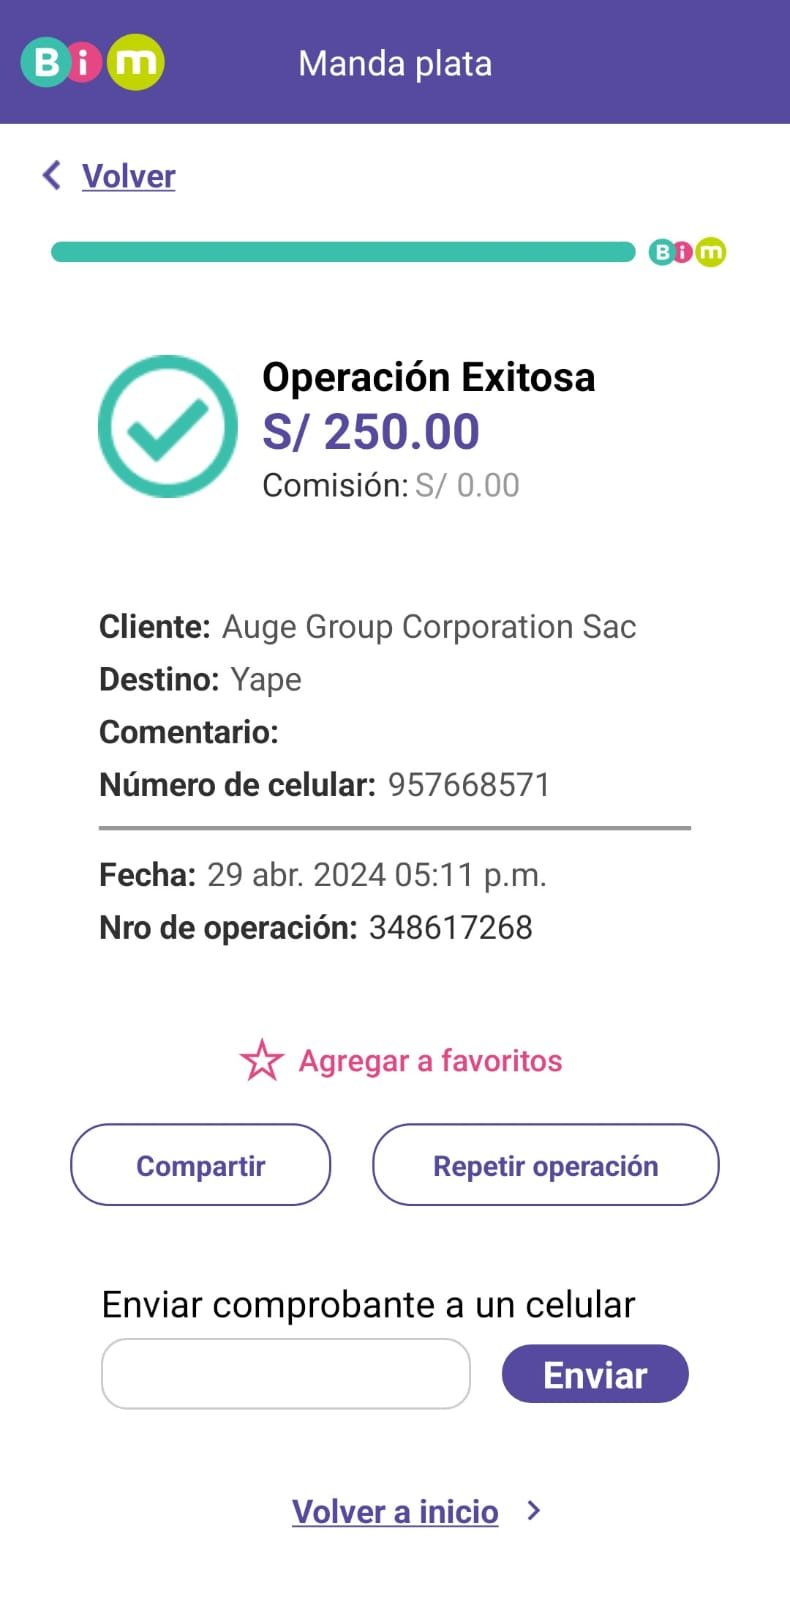 Bim
Manda plata
Volver
Bim
Operación Exitosa
S/ 250.00
Comisión: S/ 0.00
Cliente: Auge Group Corporation Sac
Destino: Yape
Comentario:
Número de celular: 957668571
Fecha: 29 abr. 2024 05:11 p.m.
Nro de operación: 348617268
Agregar a favoritos
Compartir
Repetir operación
Enviar comprobante a un celular
Enviar
Volver a inicio